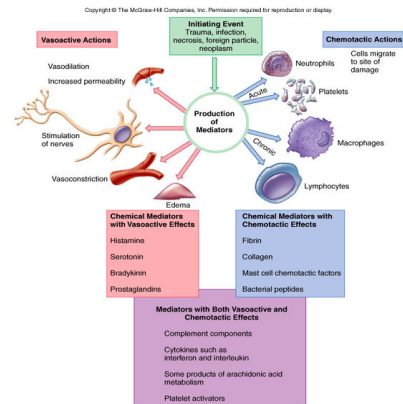 Copyright © The McGraw-Hill Companies, Inc. Permission required for reproduction or display.
Vasoactive Actions
Initiating Event
Trauma, infection,
necrosis, foreign particle,
neoplasm
Chemotactic Actions
Cells migrate
to site of
damage
Vasodilation
Increased permeability
Neutrophils
Acute
Platelets
Production
of
Mediators
Stimulation
of nerves
Macrophages
Chronic
Vasoconstriction
Lymphocytes
Edema
Chemical Mediators
with Vasoactive Effects
Histamine
Serotonin
Bradykinin
Prostaglandins
Chemical Mediators with
Chemotactic Effects
Fibrin
Collagen
Mast cell chemotactic factors
Bacterial peptides
Mediators with Both Vasoactive and
Chemotactic Effects
Complement components
Cytokines such as
interferon and interleukin
Some products of arachidonic acid
metabolism
Platelet activators